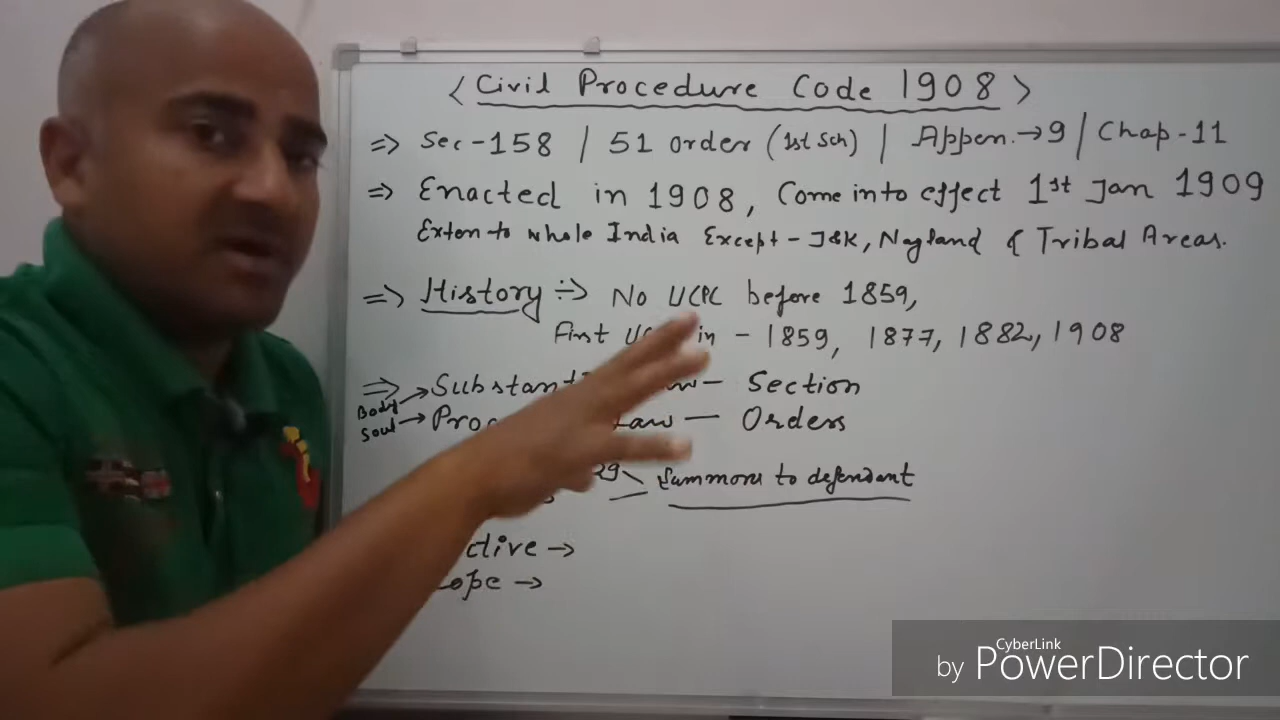 < Civil Procedure Code 1908 >
=> Sec-158 / 51 order (1st Sch) | Appen.→9 / Chap-11
=> Enacted in 1908, Come into effect 1st Jan 1909
Exten to whole India Except - J&K, Nagland & Tribal Areas.
=> History ÷> No UCPC before 1859,
First in - 1859, 1877, 1882, 1908
=> Section
Body →
Soul → Law — Orders
Summons to defendant
CyberLink
by PowerDirector